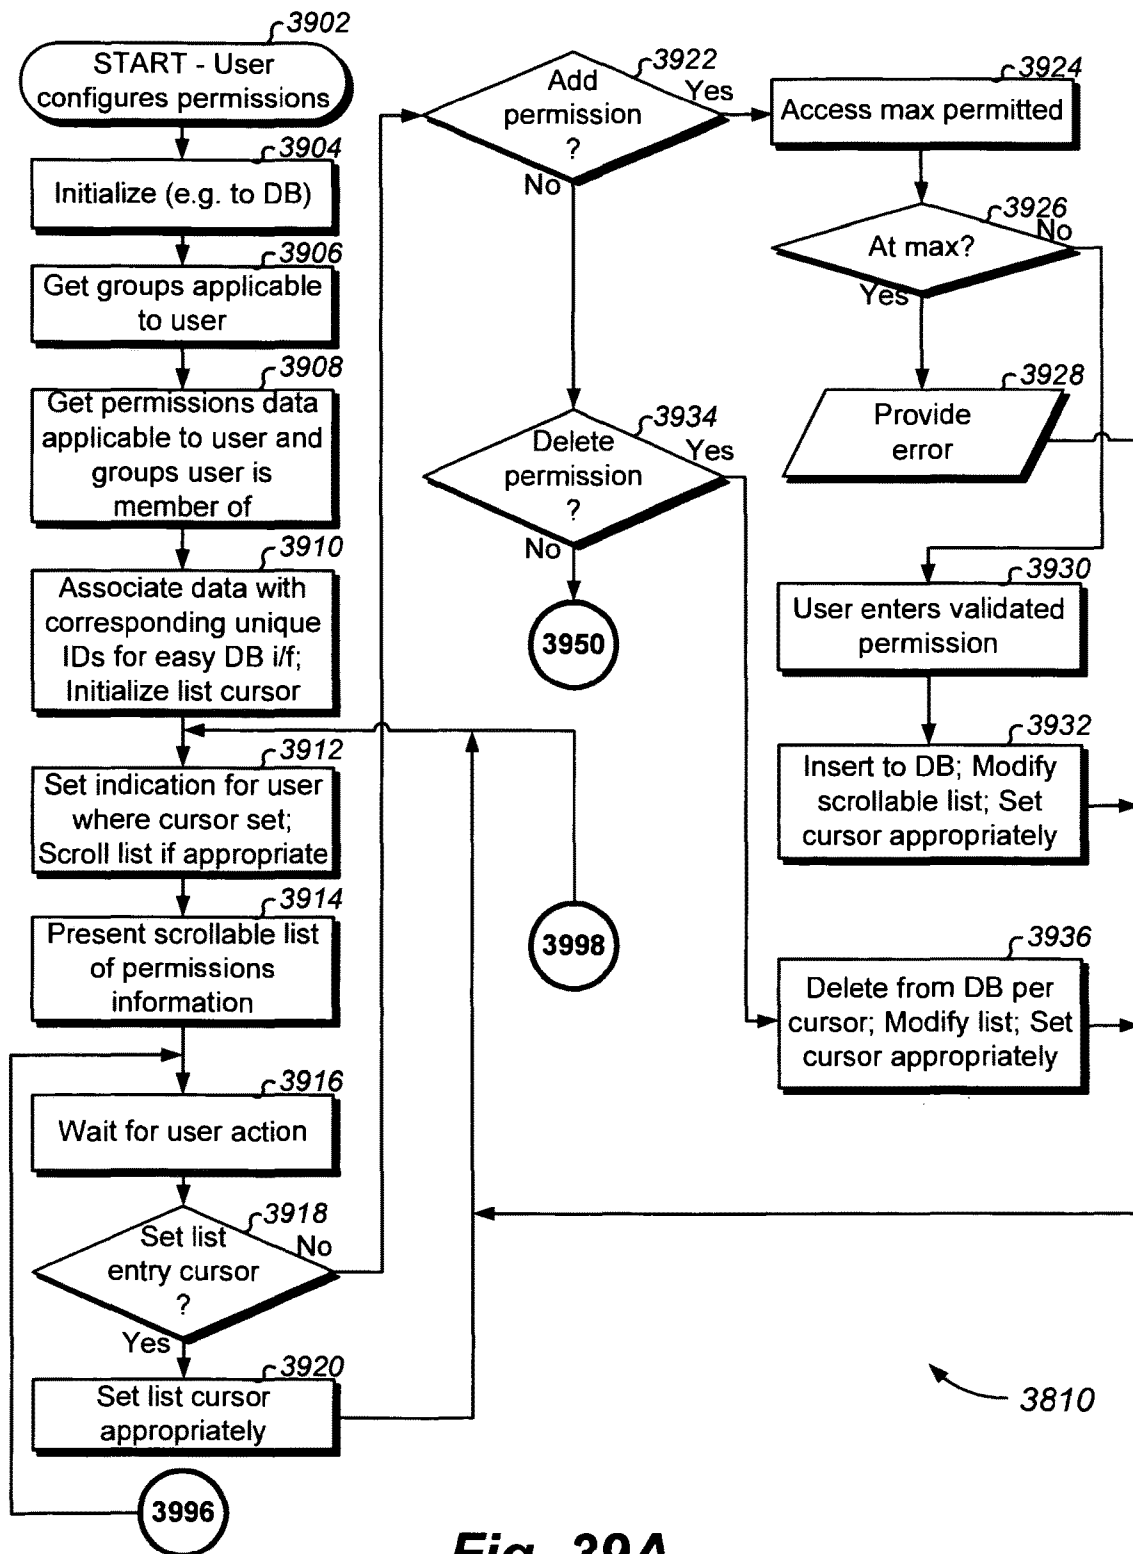 3902
START - User
configures permissions
3904
Initialize (e.g. to DB)
3906
Get groups applicable
to user
3908
Get permissions data
applicable to user and
groups user is
member of
3910
Associate data with
corresponding unique
IDs for easy DB i/f;
Initialize list cursor
3912
Set indication for user
where cursor set;
Scroll list if appropriate
3914
Present scrollable list
of permissions
information
3916
Wait for user action
3918
Set list
entry cursor
?
No
Yes
3920
Set list cursor
appropriately
3996
3922
Add
permission
?
Yes
No
3934
Delete
permission
?
Yes
No
3950
3998
3924
Access max permitted
3926
At max?
No
Yes
3928
Provide
error
3930
User enters validated
permission
3932
Insert to DB; Modify
scrollable list; Set
cursor appropriately
3936
Delete from DB per
cursor; Modify list; Set
cursor appropriately
3810
Fig. 39A